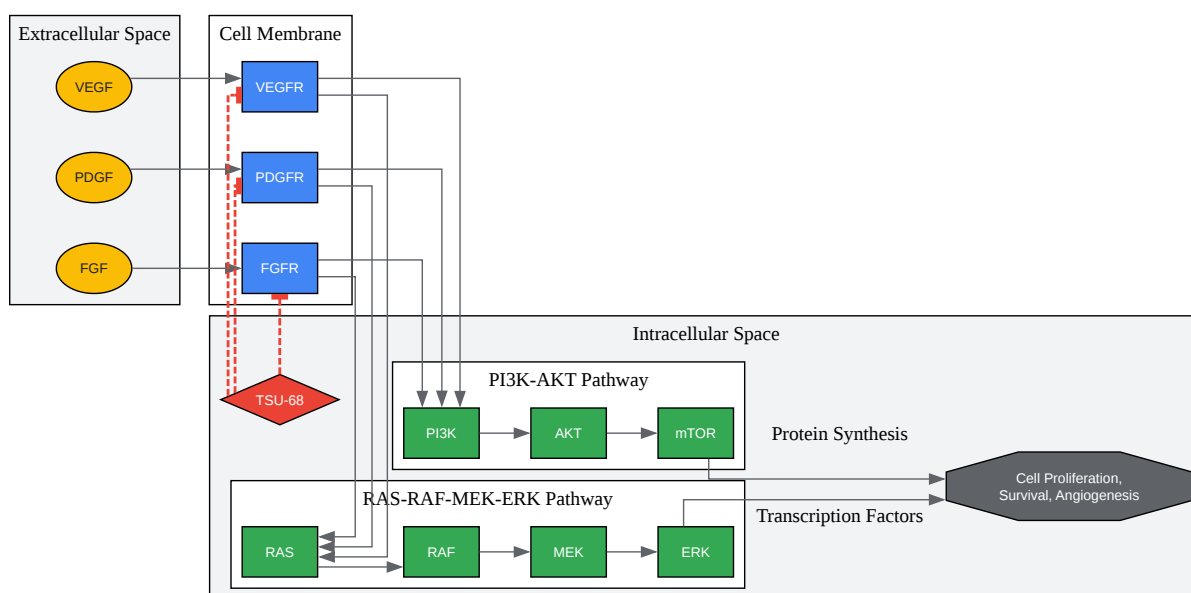 Extracellular Space
Cell Membrane
VEGF
VEGFR
PDGF
PDGFR
FGF
FGFR
Intracellular Space
TSU-68
PI3K-AKT Pathway
PI3K
AKT
mTOR
Protein Synthesis
Cell Proliferation,
Survival, Angiogenesis
RAS-RAF-MEK-ERK Pathway
Transcription Factors
RAS
RAF
MEK
ERK